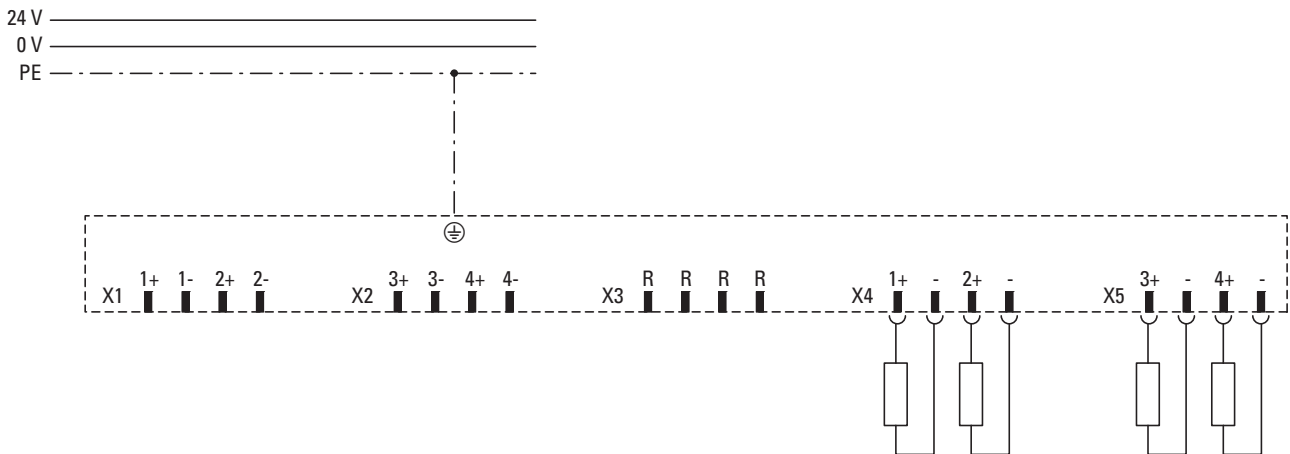 24 V
0 V
PE
X1 1+ 1- 2+ 2- X2 3+ 3- 4+ 4- X3 R R R R X4 1+ - 2+ - X5 3+ - 4+ -